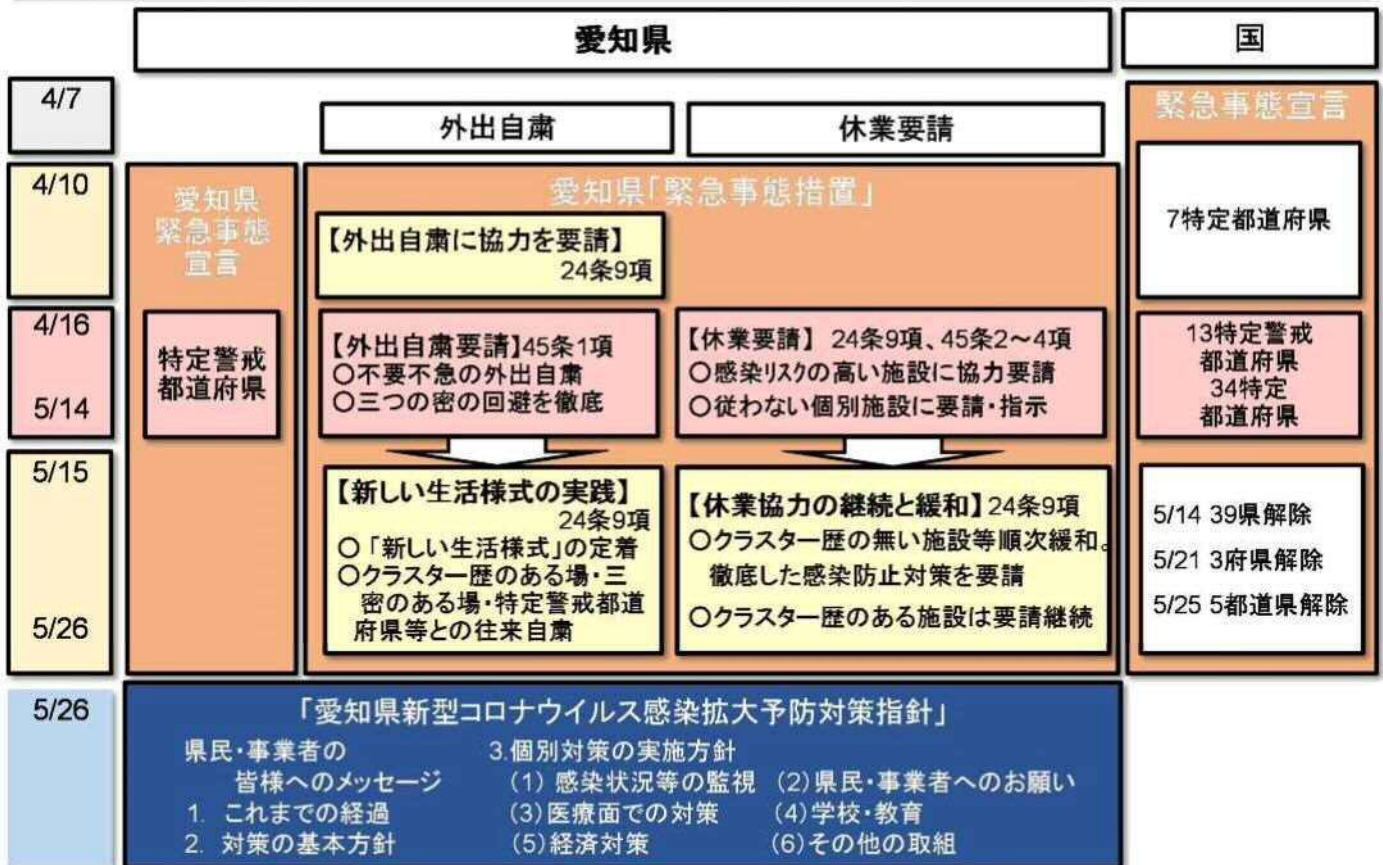 愛知県
国
4/7
外出自粛
休業要請
緊急事態宣言
7特定都道府県
4/10
愛知県
緊急事態
宣言
愛知県「緊急事態措置」
【外出自粛に協力を要請】
24条9項
4/16
5/14
特定警戒
都道府県
【外出自粛要請】45条1項
○不要不急の外出自粛
○三つの密の回避を徹底
【休業要請】 24条9項、45条2～4項
○感染リスクの高い施設に協力要請
○従わない個別施設に要請・指示
13特定警戒
都道府県
34特定
都道府県
5/15
5/26
【新しい生活様式の実践】
24条9項
○「新しい生活様式」の定着
○クラスター歴のある場・三
密のある場・特定警戒都道
府県等との往来自粛
【休業協力の継続と緩和】24条9項
○クラスター歴の無い施設等順次緩和。
徹底した感染防止対策を要請
○クラスター歴のある施設は要請継続
5/14 39県解除
5/21 3府県解除
5/25 5都道県解除
5/26
「愛知県新型コロナウイルス感染拡大予防対策指針」
県民・事業者の
皆様へのメッセージ
1. これまでの経過
2. 対策の基本方針
3.個別対策の実施方針
(1) 感染状況等の監視 (2)県民・事業者へのお願い
(3)医療面での対策 (4)学校・教育
(5)経済対策 (6)その他の取組